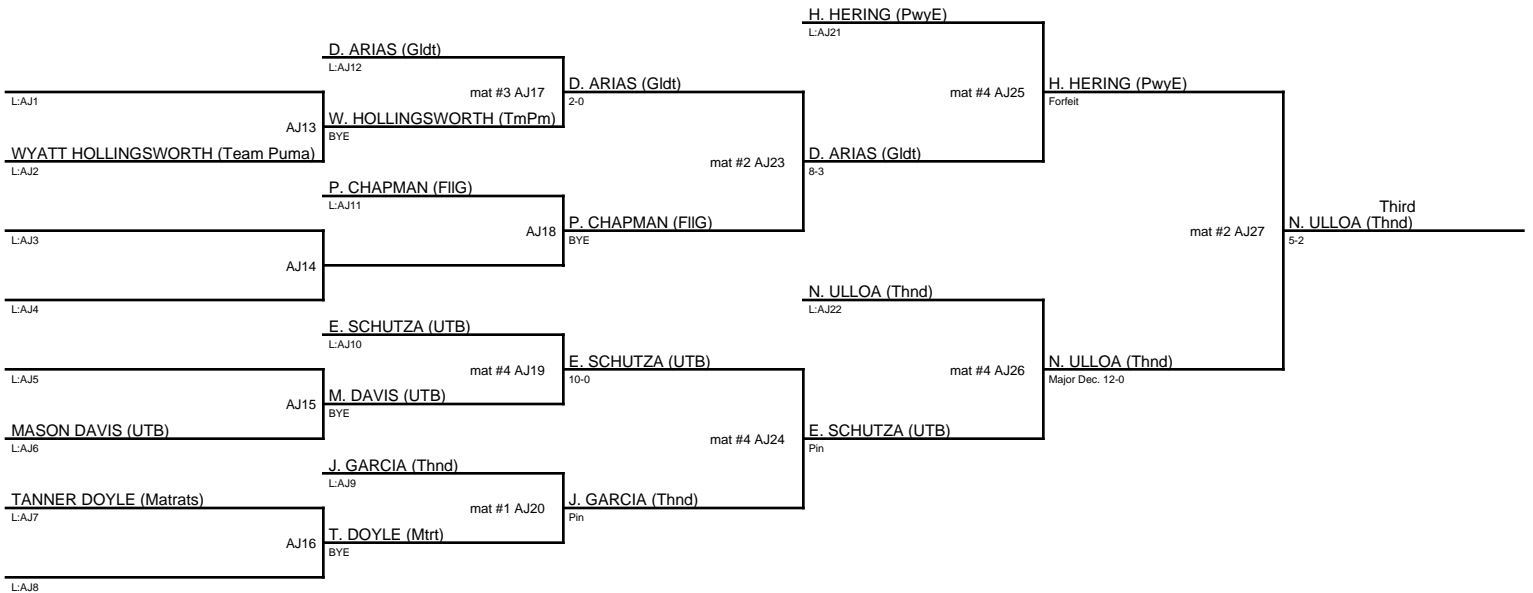 H. HERING (PwyE)
L:AJ21
D. ARIAS (Gldt)
L:AJ12
mat #3 AJ17
D. ARIAS (Gldt)
2-0
mat #4 AJ25
H. HERING (PwyE)
Forfeit
L:AJ1
AJ13
W. HOLLINGSWORTH (TmPm)
BYE
WYATT HOLLINGSWORTH (Team Puma)
L:AJ2
mat #2 AJ23
D. ARIAS (Gldt)
8-3
P. CHAPMAN (FllG)
L:AJ11
AJ18
P. CHAPMAN (FllG)
BYE
L:AJ3
AJ14
L:AJ4
mat #2 AJ27
Third
N. ULLOA (Thnd)
5-2
N. ULLOA (Thnd)
L:AJ22
E. SCHUTZA (UTB)
L:AJ10
mat #4 AJ19
E. SCHUTZA (UTB)
10-0
mat #4 AJ26
N. ULLOA (Thnd)
Major Dec. 12-0
L:AJ5
AJ15
M. DAVIS (UTB)
BYE
MASON DAVIS (UTB)
L:AJ6
mat #4 AJ24
E. SCHUTZA (UTB)
Pin
J. GARCIA (Thnd)
L:AJ9
mat #1 AJ20
J. GARCIA (Thnd)
Pin
TANNER DOYLE (Matrats)
L:AJ7
AJ16
T. DOYLE (Mtrt)
BYE
L:AJ8